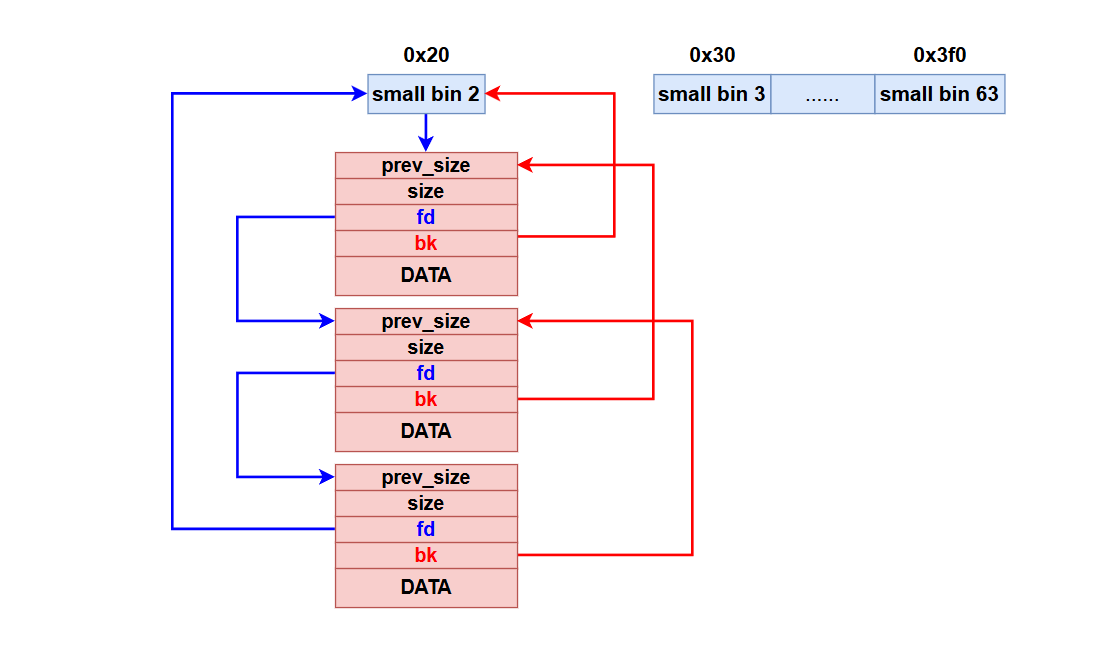 0x20
0x30
0x3f0
small bin 2
small bin 3
......
small bin 63
prev_size
size
fd
bk
DATA
prev_size
size
fd
bk
DATA
prev_size
size
fd
bk
DATA